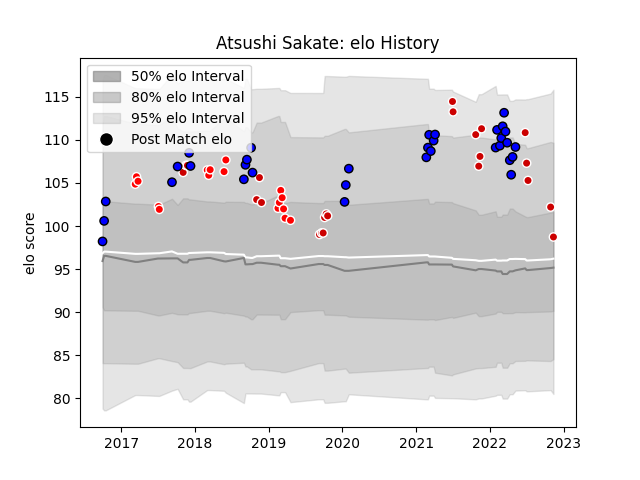 Atsushi Sakate: elo History
50% elo Interval
80% elo Interval
95% elo Interval
Post Match elo
elo score
115
110
105
100
95
90
85
80
2017 2018 2019 2020 2021 2022 2023